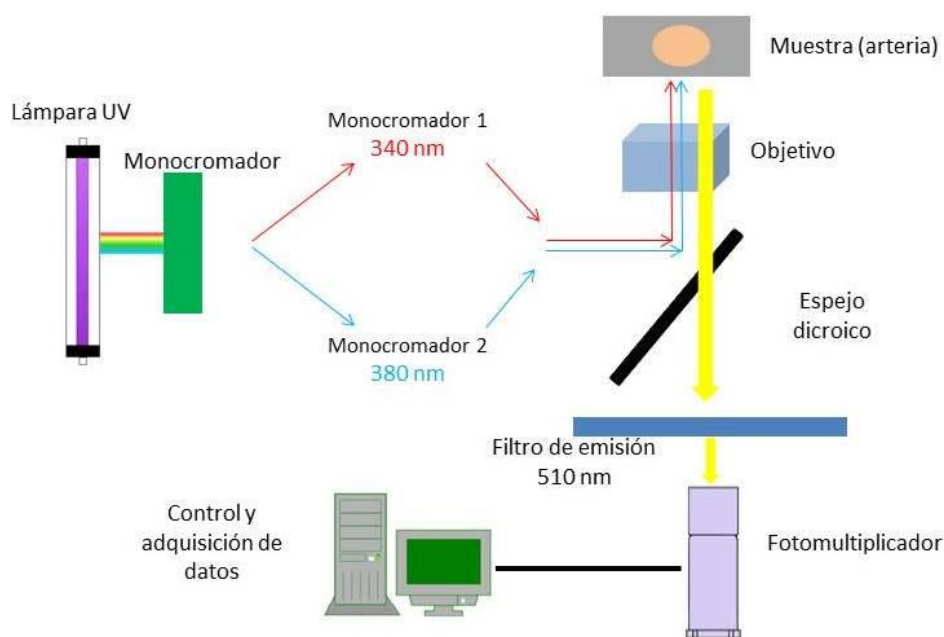 Lámpara UV
Monocromador
Monocromador 1
340 nm
Monocromador 2
380 nm
Muestra (arteria)
Objetivo
Espejo
dicroico
Filtro de emisión
510 nm
Control y
adquisición de
datos
Fotomultiplicador